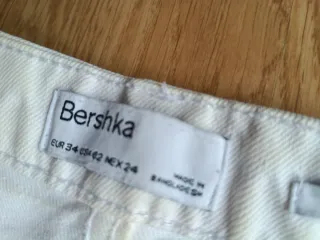 Bershka
EUR 34 USA 02 MEX 24
MADE IN
BANGLADESH